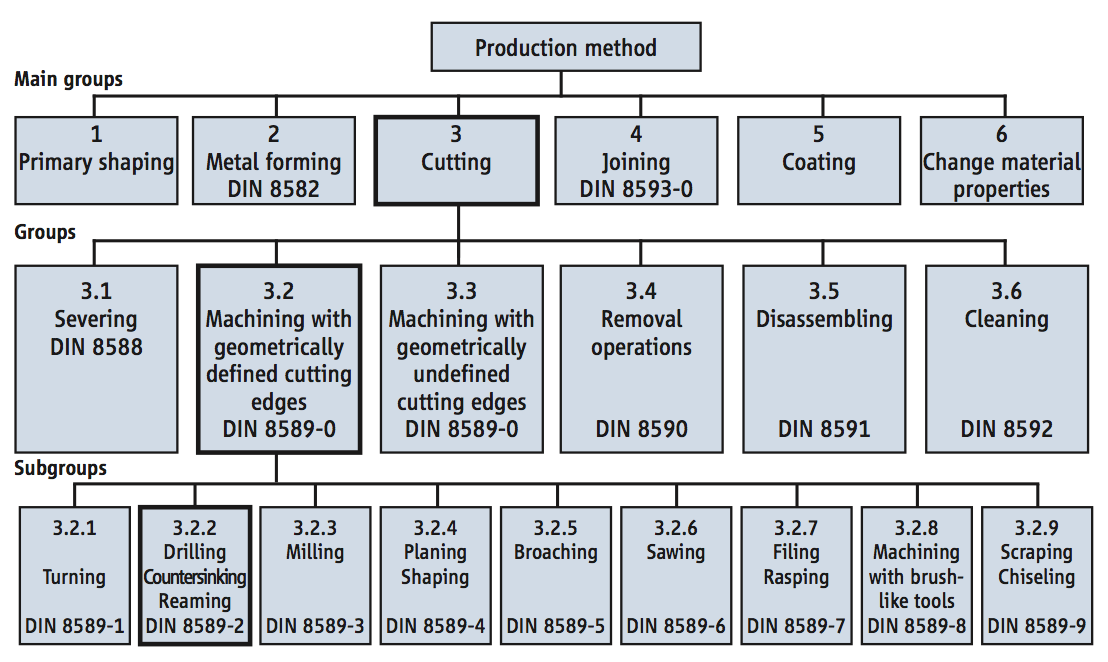 Production method
Main groups
1
Primary shaping
2
Metal forming
DIN 8582
3
Cutting
4
Joining
DIN 8593-0
5
Coating
6
Change material
properties
Groups
3.1
Severing
DIN 8588
3.2
Machining with
geometrically
defined cutting
edges
DIN 8589-0
3.3
Machining with
geometrically
undefined
cutting edges
DIN 8589-0
3.4
Removal
operations
DIN 8590
3.5
Disassembling
DIN 8591
3.6
Cleaning
DIN 8592
Subgroups
3.2.1
Turning
DIN 8589-1
3.2.2
Drilling
Countersinking
Reaming
DIN 8589-2
3.2.3
Milling
DIN 8589-3
3.2.4
Planing
Shaping
DIN 8589-4
3.2.5
Broaching
DIN 8589-5
3.2.6
Sawing
DIN 8589-6
3.2.7
Filing
Rasping
DIN 8589-7
3.2.8
Machining
with brush-
like tools
DIN 8589-8
3.2.9
Scraping
Chiseling
DIN 8589-9